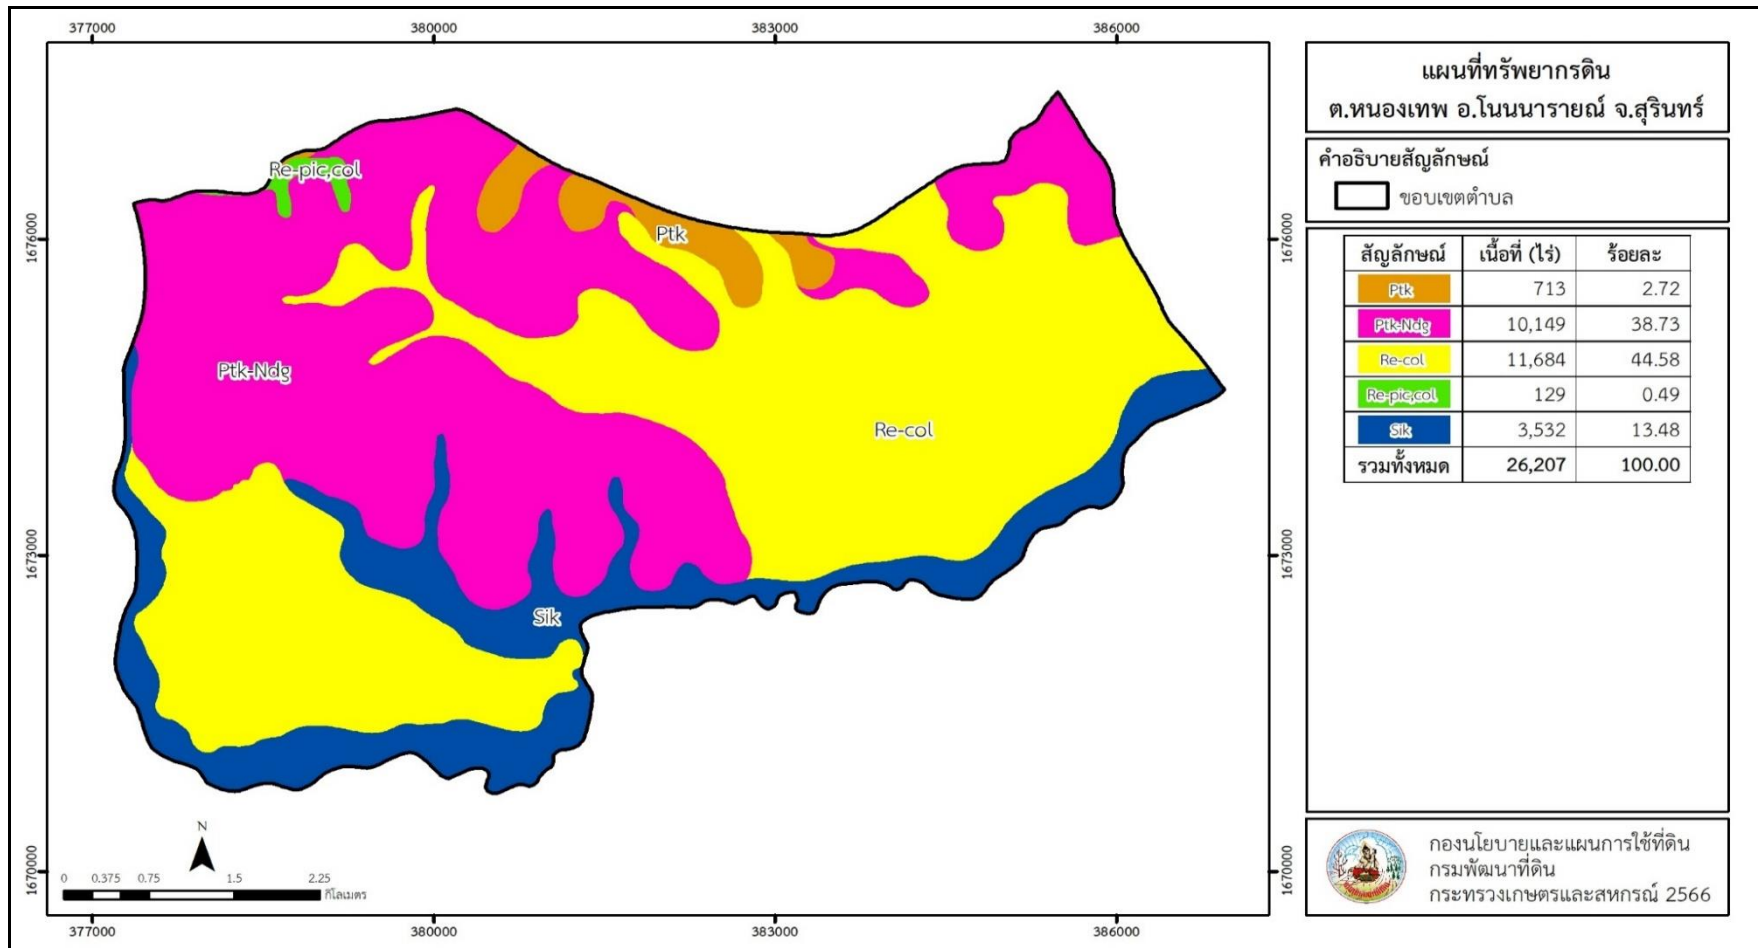 377000 380000 383000 386000
1676000 1676000
1673000 1673000
1670000 1670000
Re-pic,col
Ptk
Ptk-Ndg
Re-col
Sik
N
0 0.375 0.75 1.5 2.25
กิโลเมตร
377000 380000 383000 386000
แผนที่ทรัพยากรดิน
ต.หนองเทพ อ.โนนนารายณ์ จ.สุรินทร์
คำอธิบายสัญลักษณ์
ขอบเขตตำบล
สัญลักษณ์ เนื้อที่ (ไร่) ร้อยละ
Ptk 713 2.72
Ptk-Ndg 10,149 38.73
Re-col 11,684 44.58
Re-pic,col 129 0.49
Sik 3,532 13.48
รวมทั้งหมด 26,207 100.00
กองนโยบายและแผนการใช้ที่ดิน
กรมพัฒนาที่ดิน
กระทรวงเกษตรและสหกรณ์ 2566